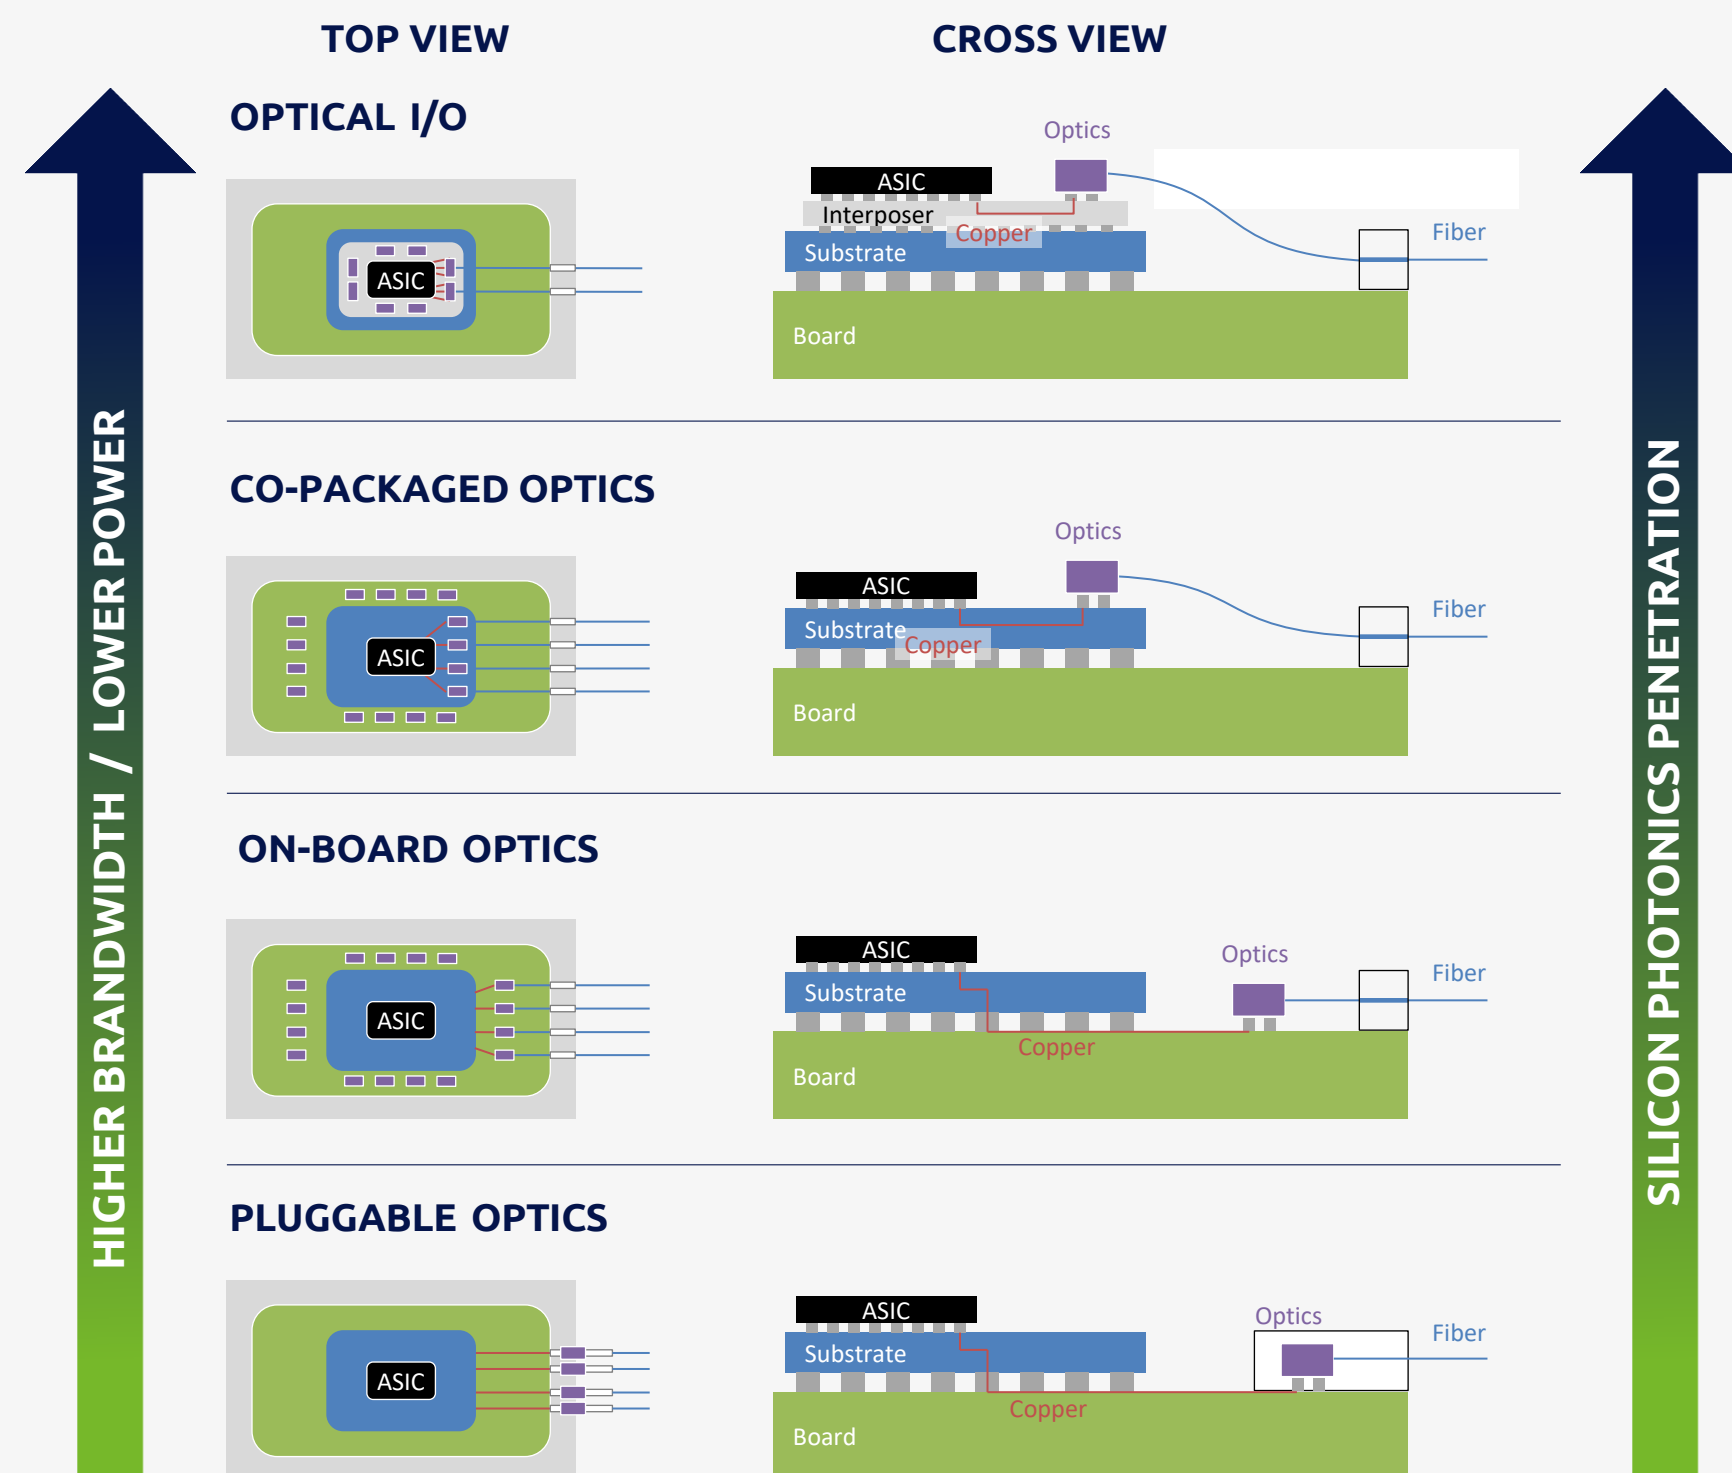 TOP VIEW
CROSS VIEW
OPTICAL I/O
ASIC
Optics
ASIC
Interposer
Copper
Substrate
Fiber
Board
CO-PACKAGED OPTICS
ASIC
Optics
ASIC
Substrate
Copper
Fiber
Board
ON-BOARD OPTICS
ASIC
ASIC
Optics
Substrate
Fiber
Copper
Board
PLUGGABLE OPTICS
ASIC
ASIC
Optics
Substrate
Fiber
Copper
Board
HIGHER BRANDWIDTH / LOWER POWER
SILICON PHOTONICS PENETRATION